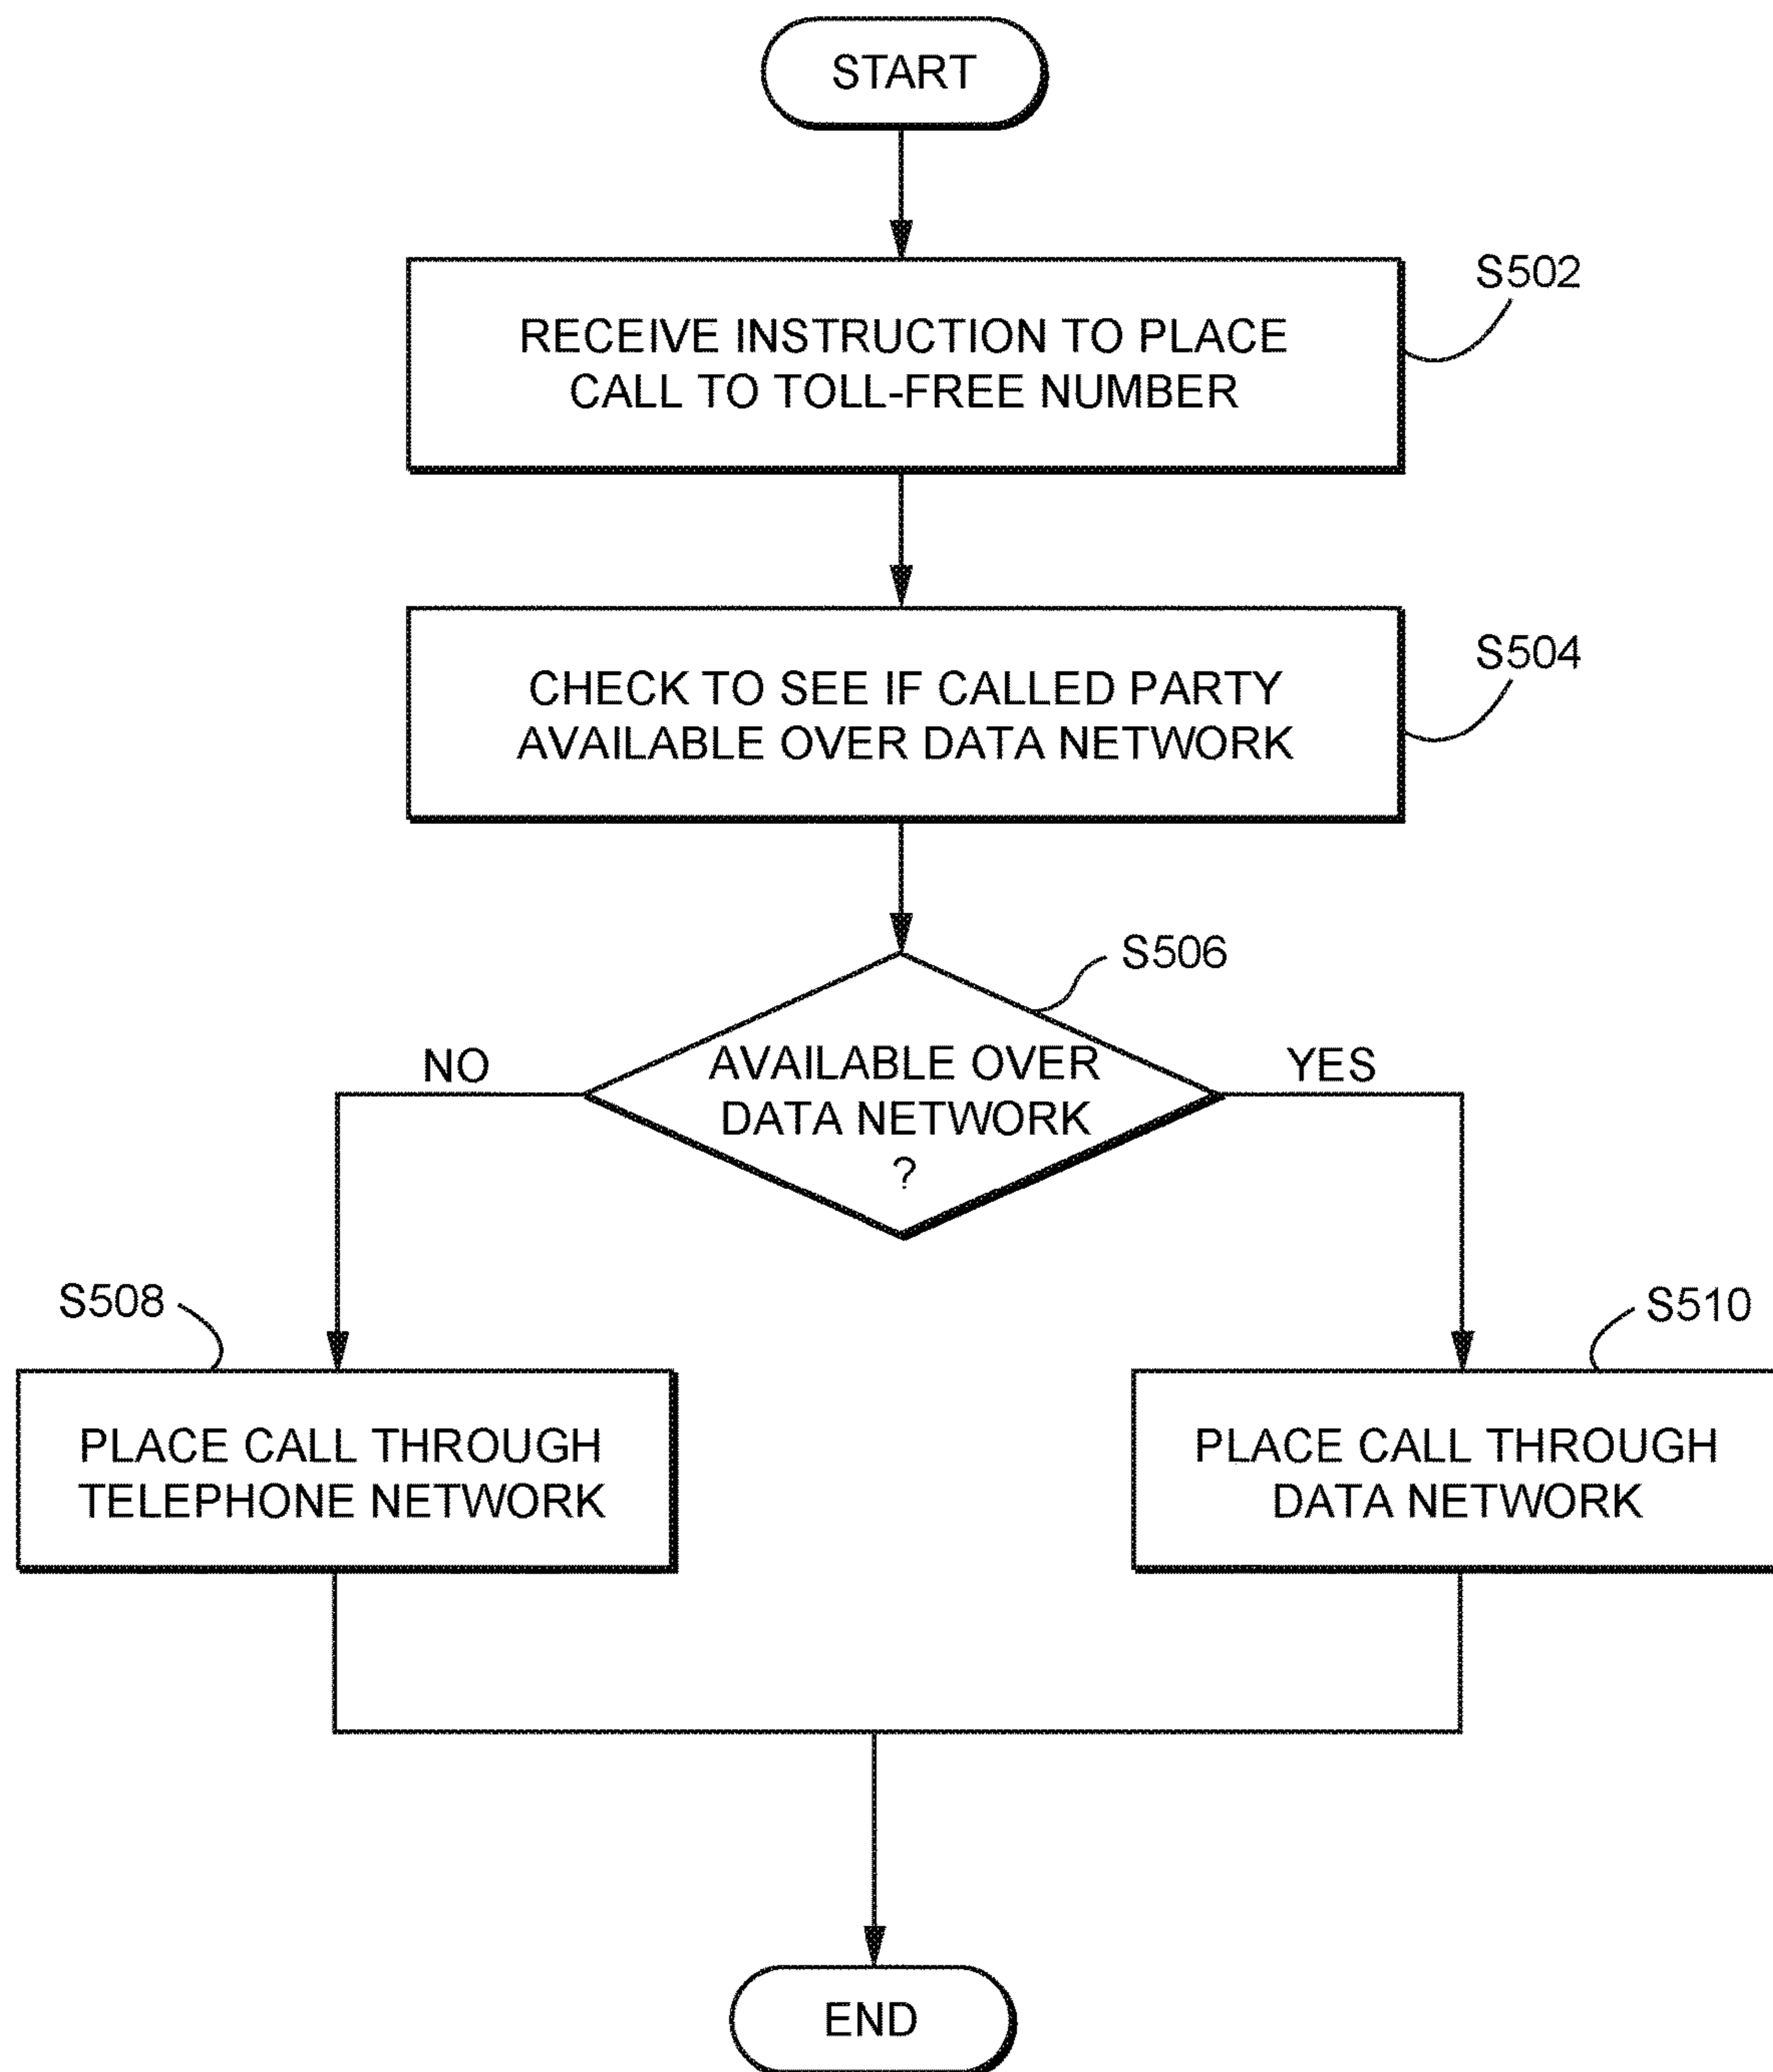 START
S502
RECEIVE INSTRUCTION TO PLACE
CALL TO TOLL-FREE NUMBER
S504
CHECK TO SEE IF CALLED PARTY
AVAILABLE OVER DATA NETWORK
S506
NO
AVAILABLE OVER
DATA NETWORK
?
YES
S508
PLACE CALL THROUGH
TELEPHONE NETWORK
S510
PLACE CALL THROUGH
DATA NETWORK
END